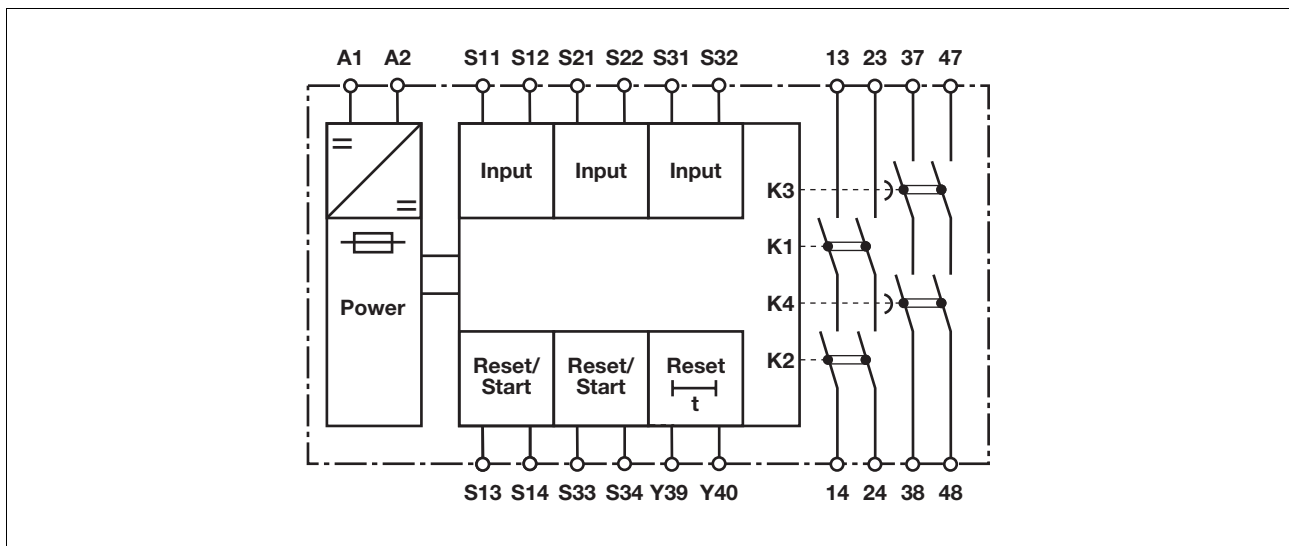 A1 A2 S11 S12 S21 S22 S31 S32 13 23 37 47
Input Input Input
K3
K1
K4
Power
K2
Reset/ Reset/ Reset
Start Start
t
S13 S14 S33 S34 Y39 Y40 14 24 38 48